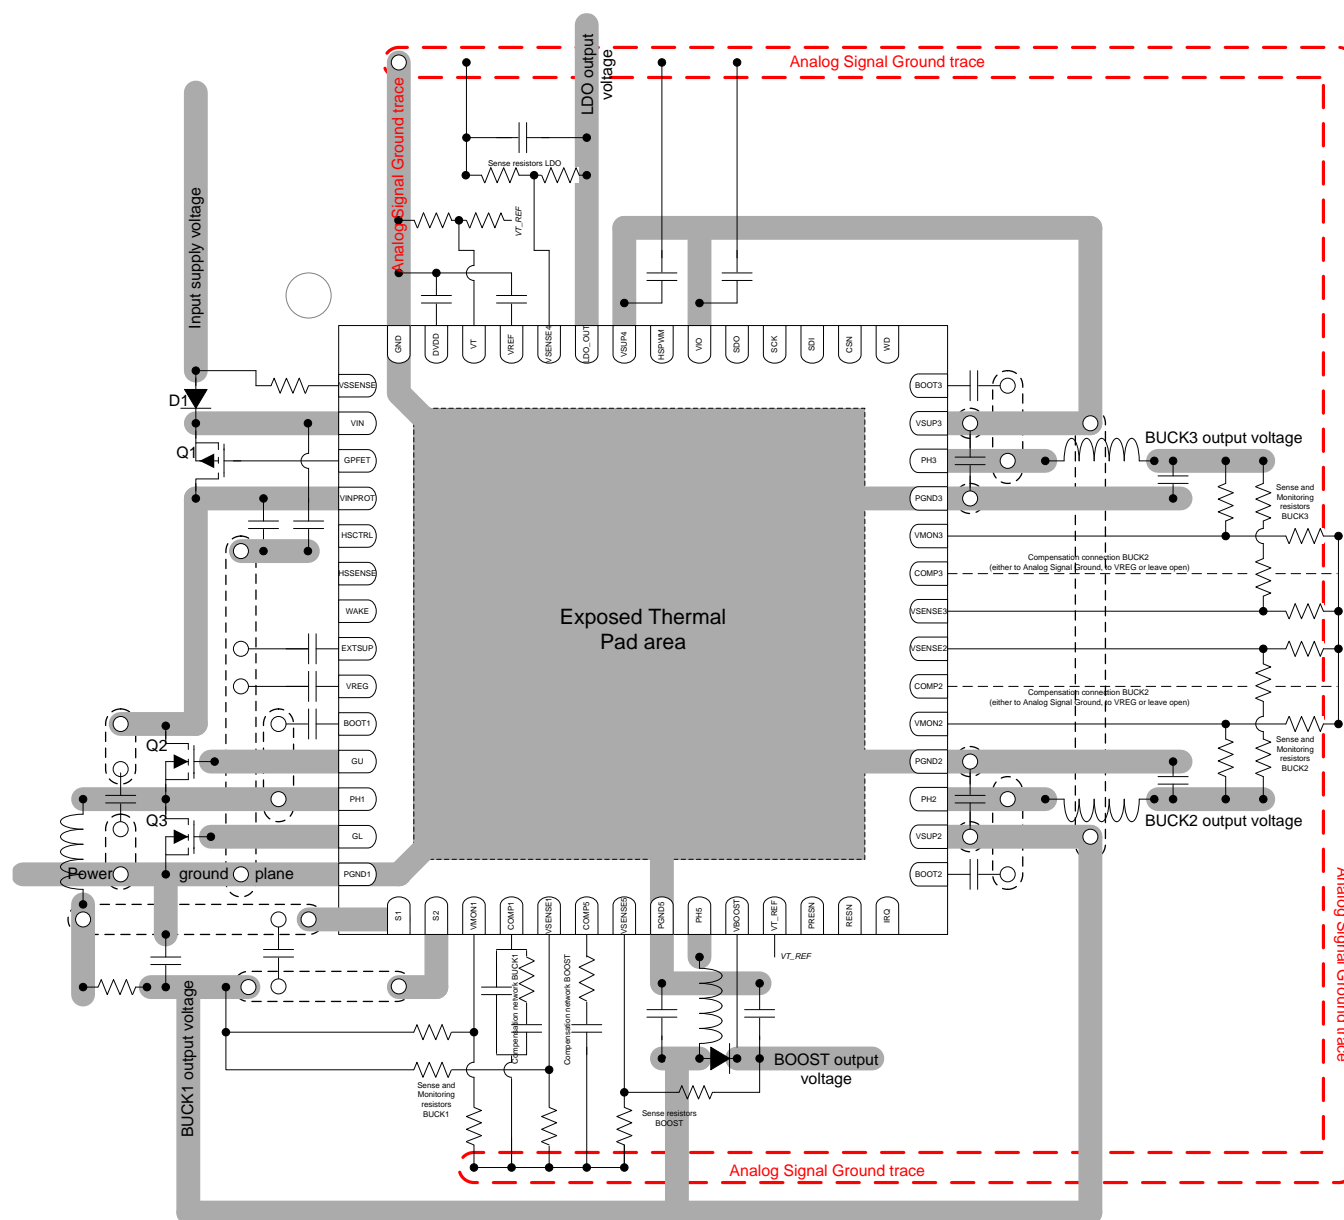 Analog Signal Ground trace
LDO output
voltage
Analog Signal Ground trace
Input supply voltage
Sense resistors LDO
VT_REF
GND
DVDD
VT
VREF
VSENSE4
LDO_OUT
VSUP4
HSPWM
VIO
SDO
SCK
SDI
CSN
WD
D1
Q1
VSSENSE
VIN
GPFET
VINPROT
HSCTRL
HSSENSE
WAKE
EXTSUP
VREG
BOOT1
GU
PH1
GL
PGND1
Q2
Q3
Power ground plane
Exposed Thermal
Pad area
BOOT3
VSUP3
PH3
PGND3
VMON3
COMP3
VSENSE3
VSENSE2
COMP2
VMON2
PGND2
PH2
VSUP2
BOOT2
BUCK3 output voltage
Sense and
Monitoring
resistors
BUCK3
Compensation connection BUCK2
(either to Analog Signal Ground, to VREG or leave open)
Compensation connection BUCK2
(either to Analog Signal Ground, to VREG or leave open)
Sense and
Monitoring
resistors
BUCK2
BUCK2 output voltage
Analog Signal Ground trace
S1
S2
VMON1
COMP1
VSENSE1
COMP5
VSENSE5
PGND5
PH5
VBOOST
VT_REF
PRESN
RESN
IRQ
VT_REF
Compensation network BUCK1
Compensation network BOOST
BUCK1 output voltage
Sense and
Monitoring
resistors
BUCK1
Sense resistors
BOOST
BOOST output
voltage
Analog Signal Ground trace